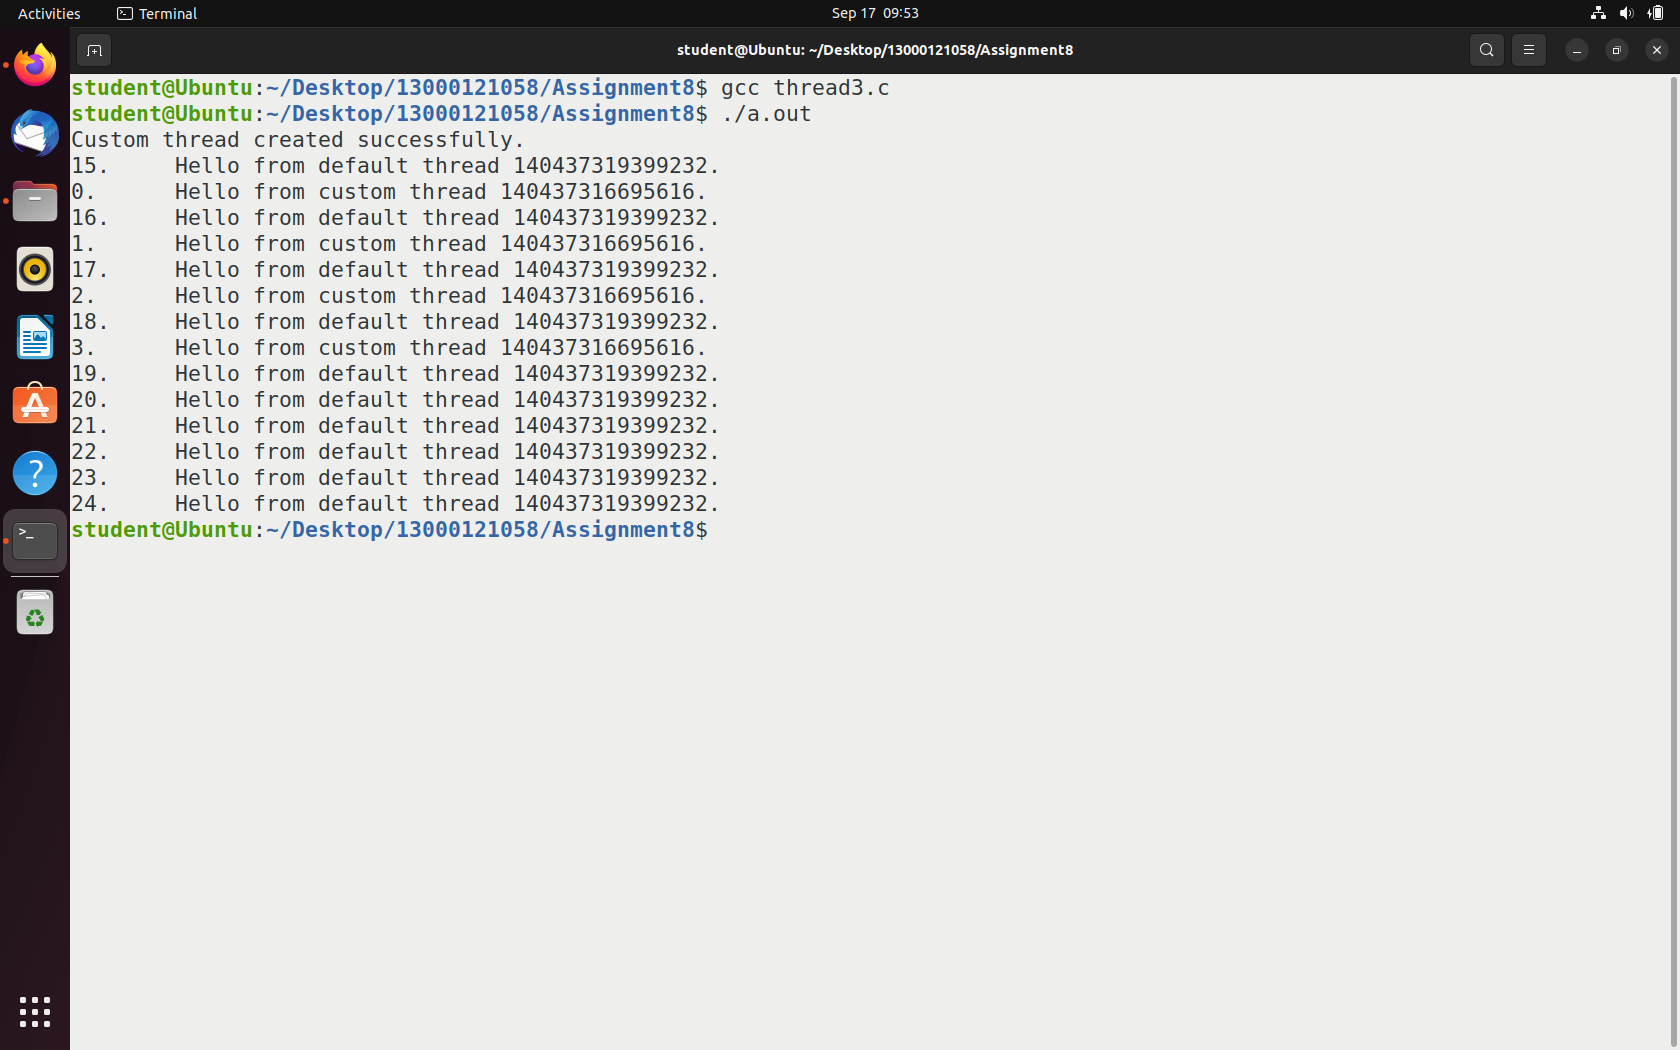 Activities Terminal Sep 17 09:53
student@Ubuntu: ~/Desktop/13000121058/Assignment8
student@Ubuntu:~/Desktop/13000121058/Assignment8$ gcc thread3.c
student@Ubuntu:~/Desktop/13000121058/Assignment8$ ./a.out
Custom thread created successfully.
15.     Hello from default thread 140437319399232.
0.      Hello from custom thread 140437316695616.
16.     Hello from default thread 140437319399232.
1.      Hello from custom thread 140437316695616.
17.     Hello from default thread 140437319399232.
2.      Hello from custom thread 140437316695616.
18.     Hello from default thread 140437319399232.
3.      Hello from custom thread 140437316695616.
19.     Hello from default thread 140437319399232.
20.     Hello from default thread 140437319399232.
21.     Hello from default thread 140437319399232.
22.     Hello from default thread 140437319399232.
23.     Hello from default thread 140437319399232.
24.     Hello from default thread 140437319399232.
student@Ubuntu:~/Desktop/13000121058/Assignment8$